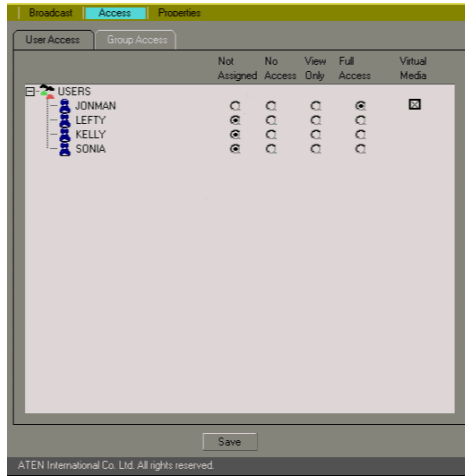 Broadcast Access Properties
User Access Group Access
Not Assigned No Access View Only Full Access Virtual Media
USERS
JONMAN
LEFTY
KELLY
SONIA
Save
ATEN International Co. Ltd. All rights reserved.